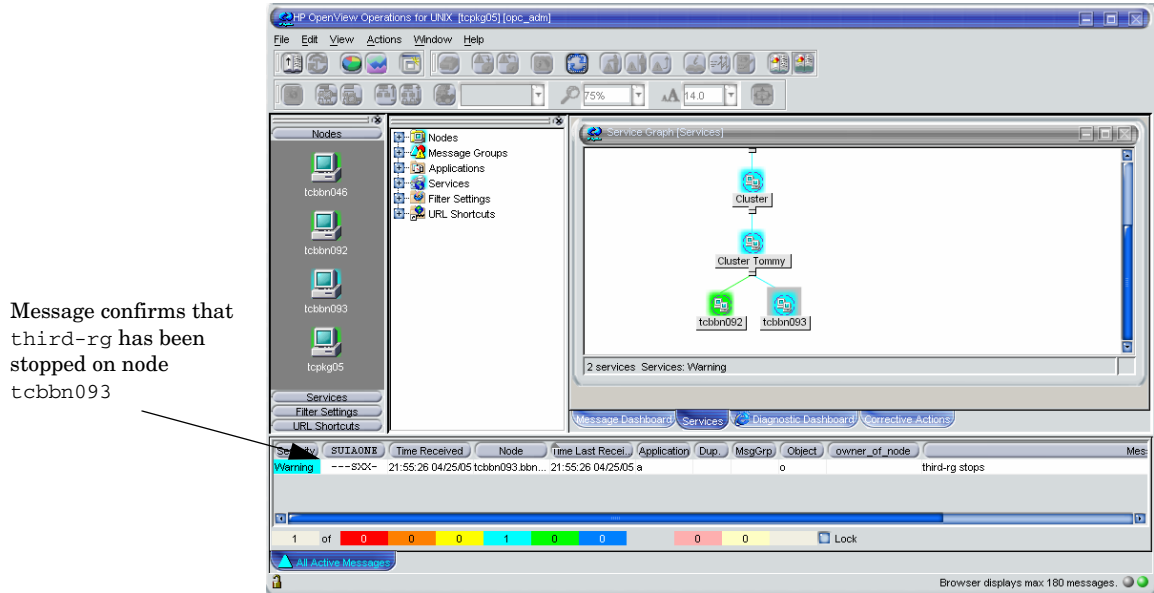 HP OpenView Operations for UNIX [tcpkg05] [opc_adm]
File Edit View Actions Window Help
75%
14.0
Nodes
tcbbn046
tcbbn092
tcbbn093
tcpkg05
Services
Filter Settings
URL Shortcuts
Nodes
Message Groups
Applications
Services
Filter Settings
URL Shortcuts
Service Graph [Services]
Cluster
Cluster Tommy
tcbbn092
tcbbn093
2 services Services: Warning
Message Dashboard Services Diagnostic Dashboard Corrective Actions
Message confirms that
third-rg has been
stopped on node
tcbbn093
SUIAONE Time Received Node Time Last Recei... Application Dup... MsgGrp Object owner_of_node Mes
Warning ---SXX- 21:55:26 04/25/05 tcbbn093.bbn... 21:55:26 04/25/05 a o third-rg stops
1 of 0 0 0 1 0 0 0 0 Lock
All Active Messages
Browser displays max 180 messages.